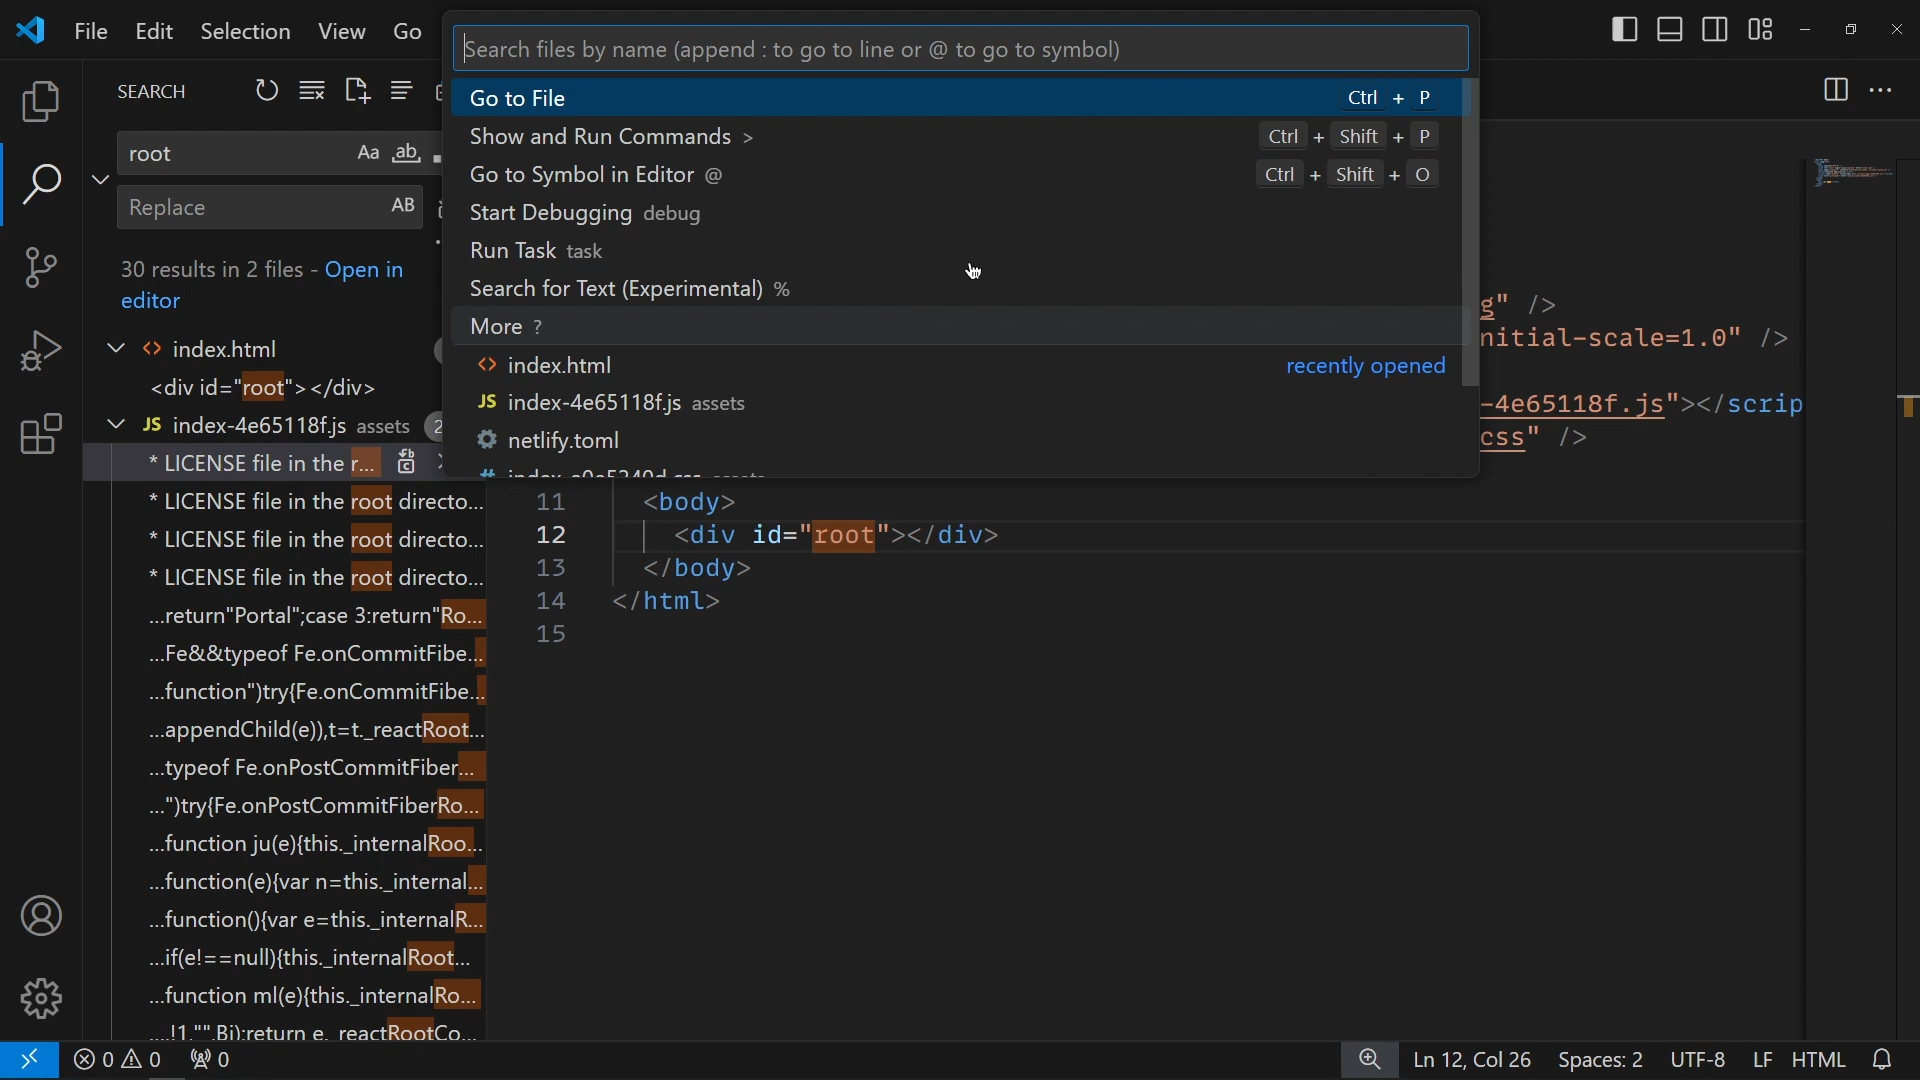 File Edit Selection View Go
Search files by name (append : to go to line or @ to go to symbol)
Go to File Ctrl + P
Show and Run Commands > Ctrl + Shift + P
Go to Symbol in Editor @ Ctrl + Shift + O
Start Debugging debug
Run Task task
Search for Text (Experimental) %
More ?
index.html recently opened
JS index-4e65118f.js assets
netlify.toml
SEARCH
root Aa ab
Replace AB
30 results in 2 files - Open in
editor
<> index.html
<div id="root"></div>
JS index-4e65118f.js assets 2
* LICENSE file in the r...
* LICENSE file in the root directo...
* LICENSE file in the root directo...
* LICENSE file in the root directo...
...return"Portal";case 3:return"Ro...
...Fe&&typeof Fe.onCommitFibe...
...function")try{Fe.onCommitFibe...
...appendChild(e)),t=t._reactRoot...
...typeof Fe.onPostCommitFiber...
...")try{Fe.onPostCommitFiberRo...
...function ju(e){this._internalRoo...
...function(e){var n=this._internal...
...function(){var e=this._internalR...
...if(e!==null){this._internalRoot...
...function ml(e){this._internalRo...
...!1,"",Bi);return e._reactRootCo...
g" />
nitial-scale=1.0" />
-4e65118f.js"></scrip
css" />
11 <body>
12 <div id="root"></div>
13 </body>
14 </html>
15
0 0 0
Ln 12, Col 26 Spaces: 2 UTF-8 LF HTML